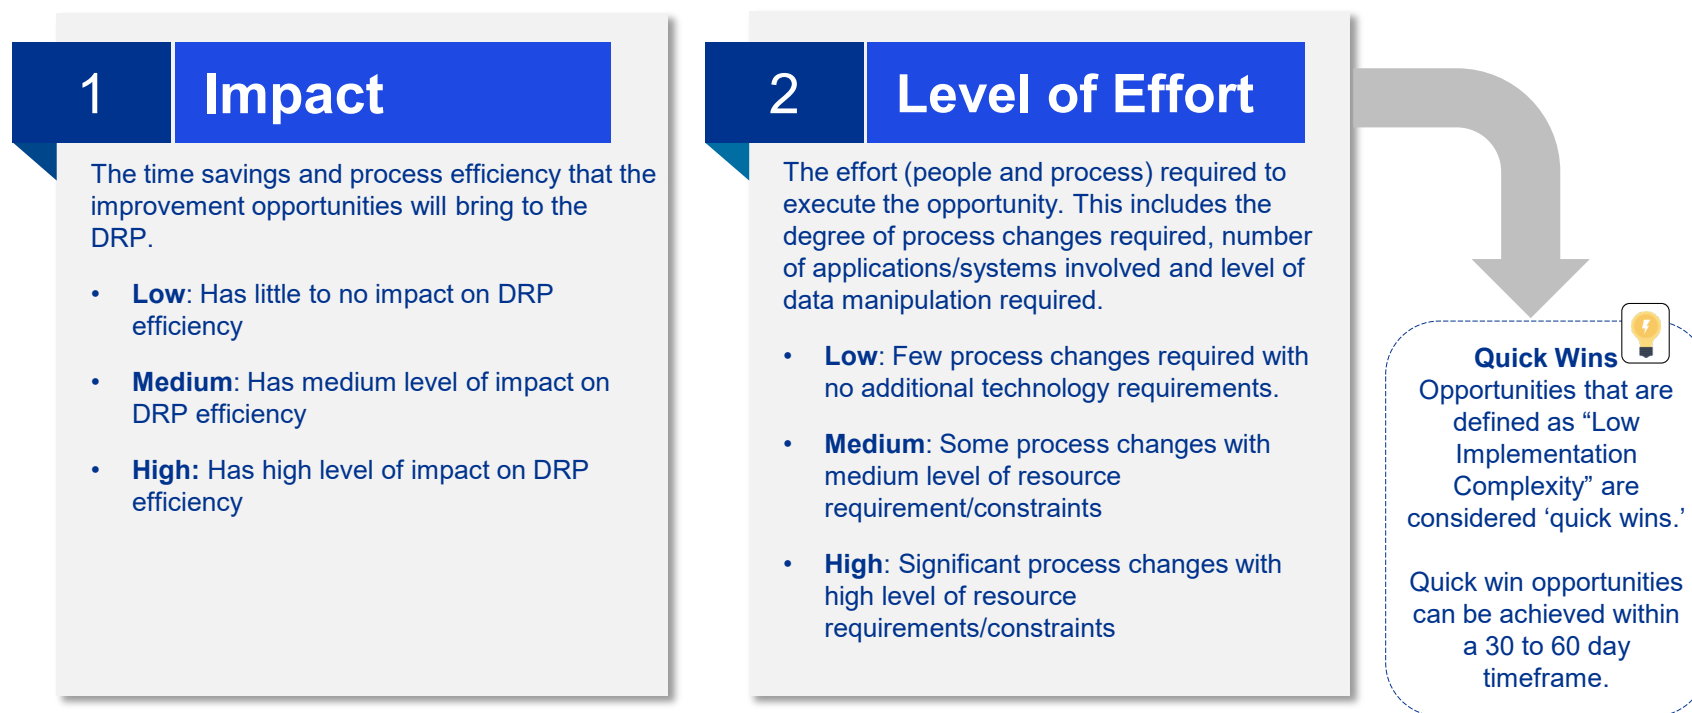 1
Impact
The time savings and process efficiency that the
improvement opportunities will bring to the
DRP.
• Low: Has little to no impact on DRP
efficiency
• Medium: Has medium level of impact on
DRP efficiency
• High: Has high level of impact on DRP
efficiency
2
Level of Effort
The effort (people and process) required to
execute the opportunity. This includes the
degree of process changes required, number
of applications/systems involved and level of
data manipulation required.
• Low: Few process changes required with
no additional technology requirements.
• Medium: Some process changes with
medium level of resource
requirement/constraints
• High: Significant process changes with
high level of resource
requirements/constraints
Quick Wins
Opportunities that are
defined as “Low
Implementation
Complexity” are
considered ‘quick wins.’
Quick win opportunities
can be achieved within
a 30 to 60 day
timeframe.